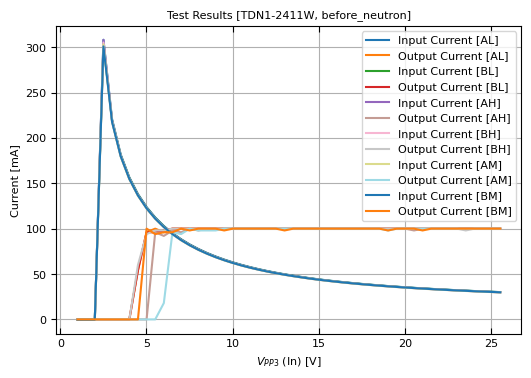 Test Results [TDN1-2411W, before_neutron]
Input Current [AL]
Output Current [AL]
Input Current [BL]
Output Current [BL]
Input Current [AH]
Output Current [AH]
Input Current [BH]
Output Current [BH]
Input Current [AM]
Output Current [AM]
Input Current [BM]
Output Current [BM]
Current [mA]
300
250
200
150
100
50
0
0 5 10 15 20 25
V_{PP3} (In) [V]